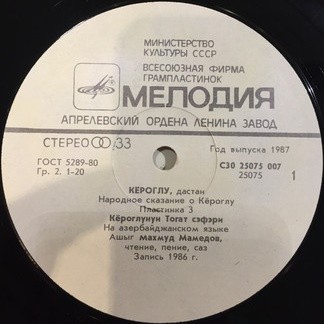 МИНИСТЕРСТВО
КУЛЬТУРЫ СССР
ВСЕСОЮЗНАЯ ФИРМА
ГРАМПЛАСТИНОК
МЕЛОДИЯ
АПРЕЛЕВСКИЙ ОРДЕНА ЛЕНИНА ЗАВОД
СТЕРЕО 33
Год выпуска 1987
ГОСТ 5289-80
Гр. 2. 1-20
С30 25075 007
25075
1
КЁРОГЛУ, дастан
Народное сказание о Кёроглу
Пластинка 3
Кёроглунун Тогат сэфэри
На азербайджанском языке
Ашыг махмуд Мамедов,
чтение, пение, саз
Запись 1986 г.